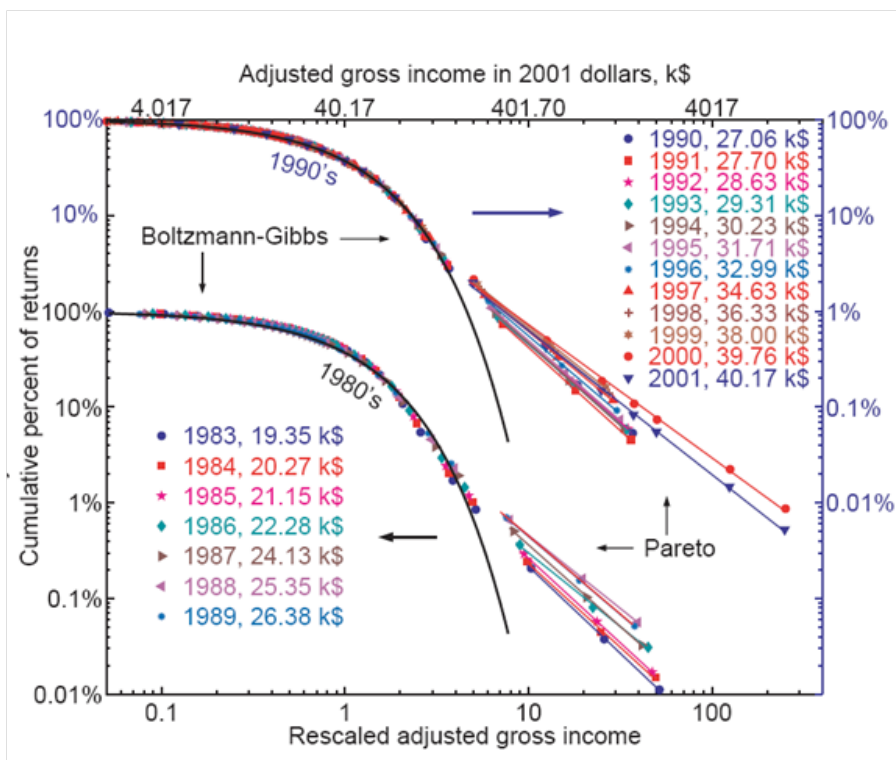 Adjusted gross income in 2001 dollars, k$
4.017 40.17 401.70 4017
100% 100%
10% 10%
100% 1%
10% 0.1%
1% 0.01%
0.1%
0.01%
Cumulative percent of returns
1990's
Boltzmann-Gibbs
1980's
1990, 27.06 k$
1991, 27.70 k$
1992, 28.63 k$
1993, 29.31 k$
1994, 30.23 k$
1995, 31.71 k$
1996, 32.99 k$
1997, 34.63 k$
1998, 36.33 k$
1999, 38.00 k$
2000, 39.76 k$
2001, 40.17 k$
1983, 19.35 k$
1984, 20.27 k$
1985, 21.15 k$
1986, 22.28 k$
1987, 24.13 k$
1988, 25.35 k$
1989, 26.38 k$
Pareto
0.1 1 10 100
Rescaled adjusted gross income